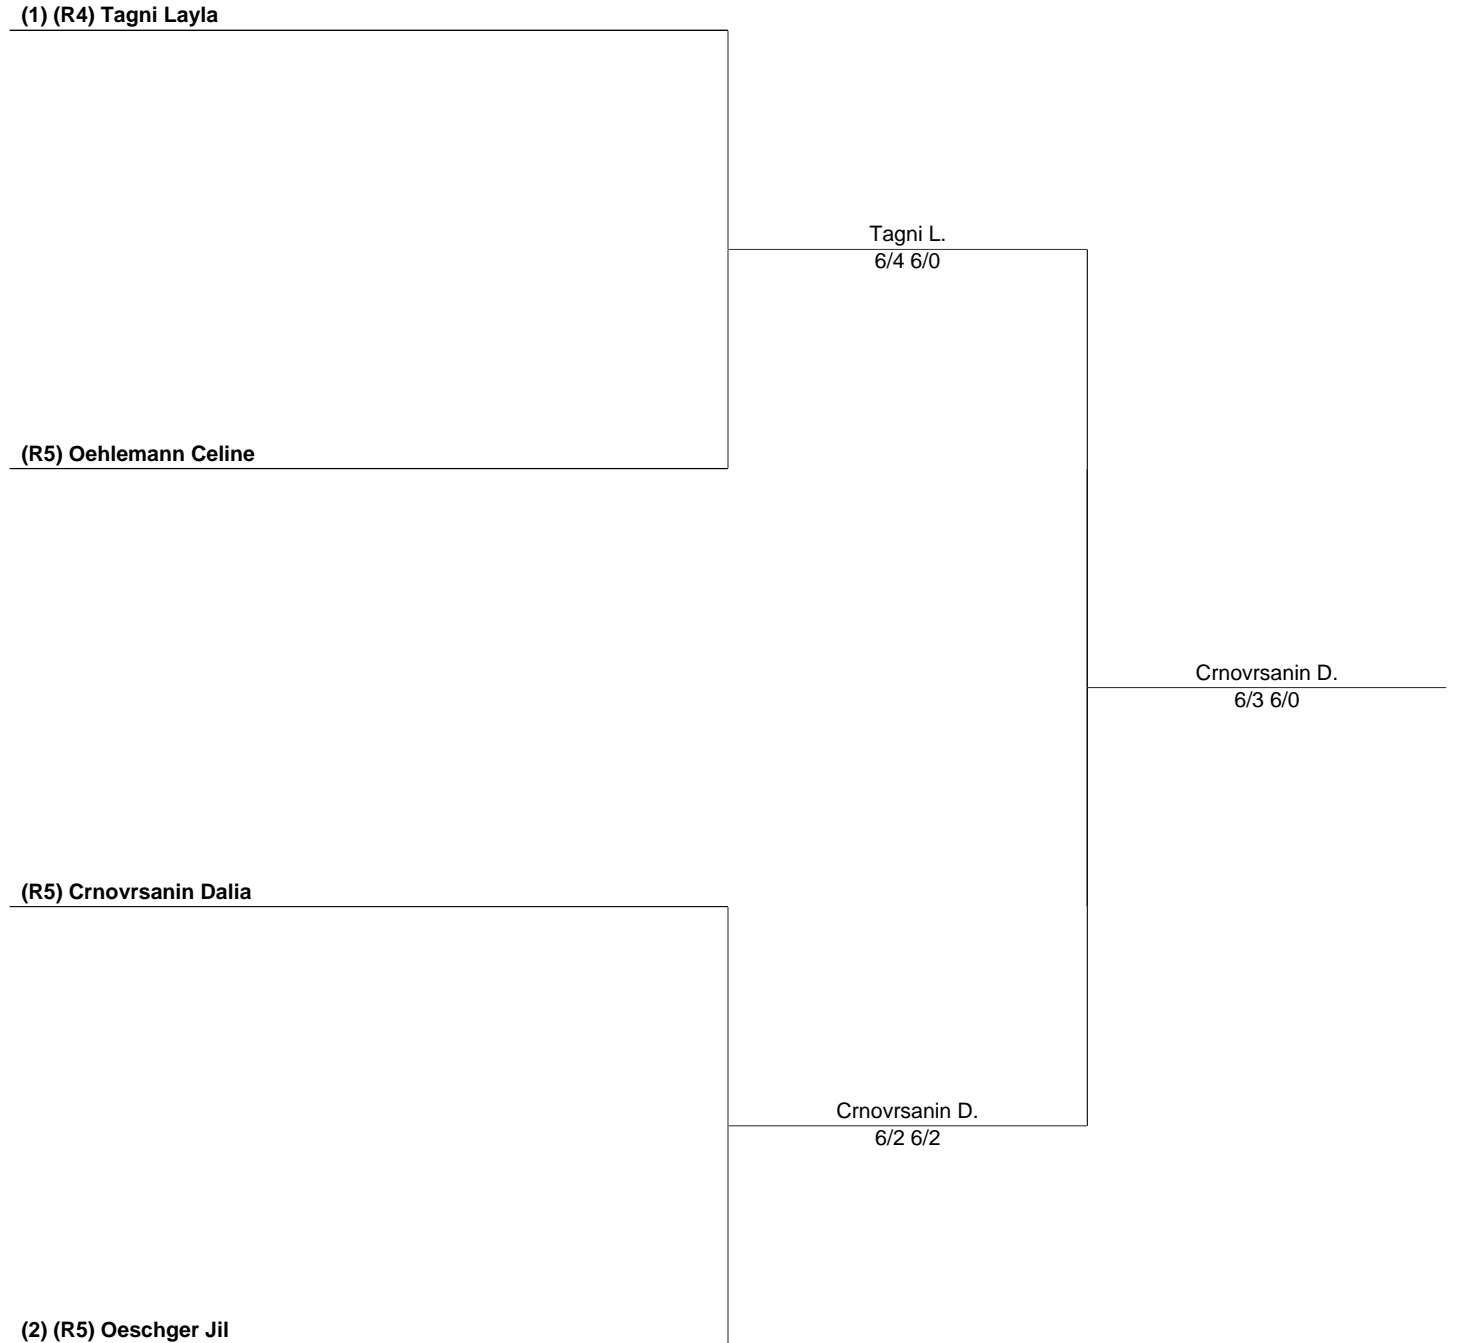 (1) (R4) Tagni Layla
Tagni L.
6/4 6/0
(R5) Oehlemann Celine
Crnovrsanin D.
6/3 6/0
(R5) Crnovrsanin Dalia
Crnovrsanin D.
6/2 6/2
(2) (R5) Oeschger Jil